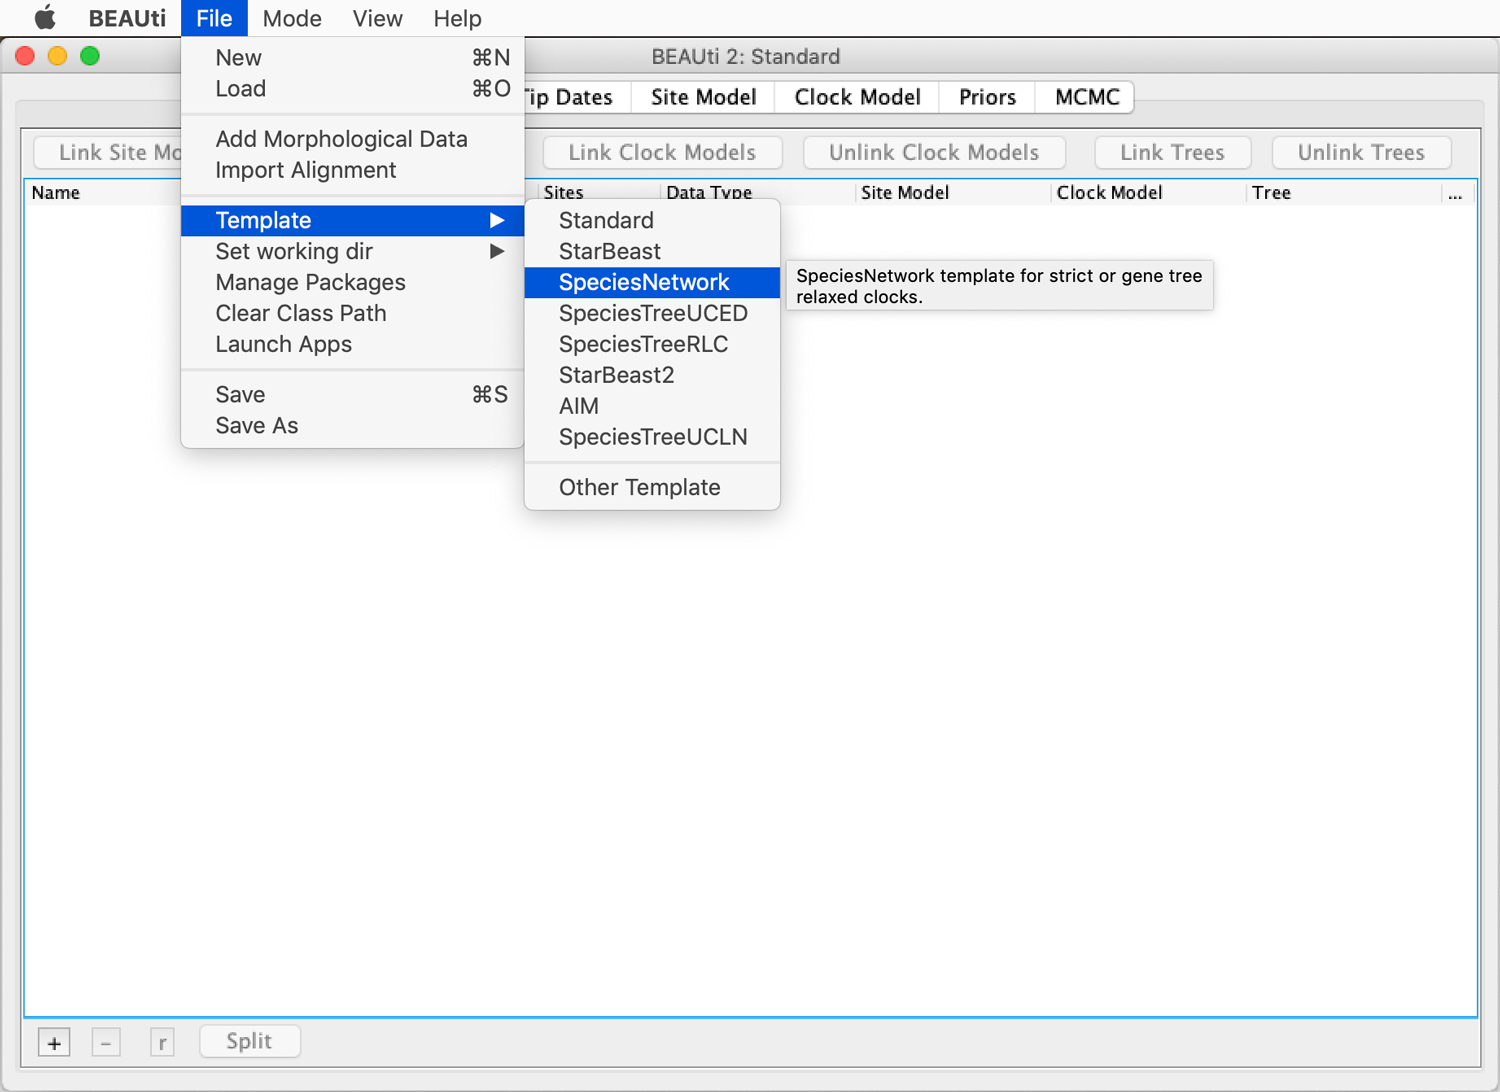 BEAUti File Mode View Help
BEAUti 2: Standard
New ⌘N
Load ⌘O
Add Morphological Data
Import Alignment
Template ▶
Set working dir ▶
Manage Packages
Clear Class Path
Launch Apps
Save ⌘S
Save As
Standard
StarBeast
SpeciesNetwork
SpeciesTreeUCED
SpeciesTreeRLC
StarBeast2
AIM
SpeciesTreeUCLN
Other Template
SpeciesNetwork template for strict or gene tree
relaxed clocks.
Tip Dates Site Model Clock Model Priors MCMC
Link Site Mo Link Clock Models Unlink Clock Models Link Trees Unlink Trees
Name Sites Data Type Site Model Clock Model Tree ...
+ - r Split